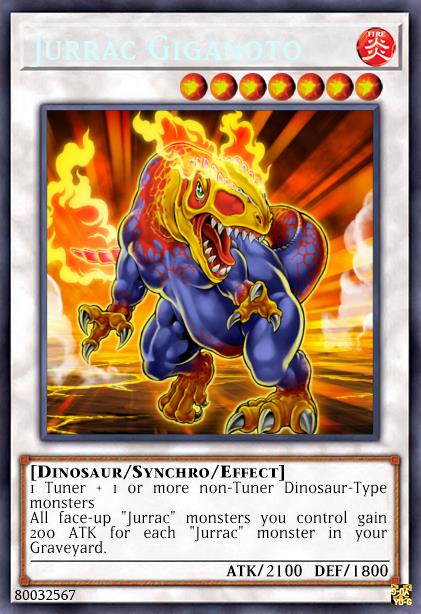 Jurrac Giganoto
FIRE
炎
[Dinosaur/Synchro/Effect]
1 Tuner + 1 or more non-Tuner Dinosaur-Type
monsters
All face-up "Jurrac" monsters you control gain
200 ATK for each "Jurrac" monster in your
Graveyard.
ATK/2100 DEF/1800
80032567